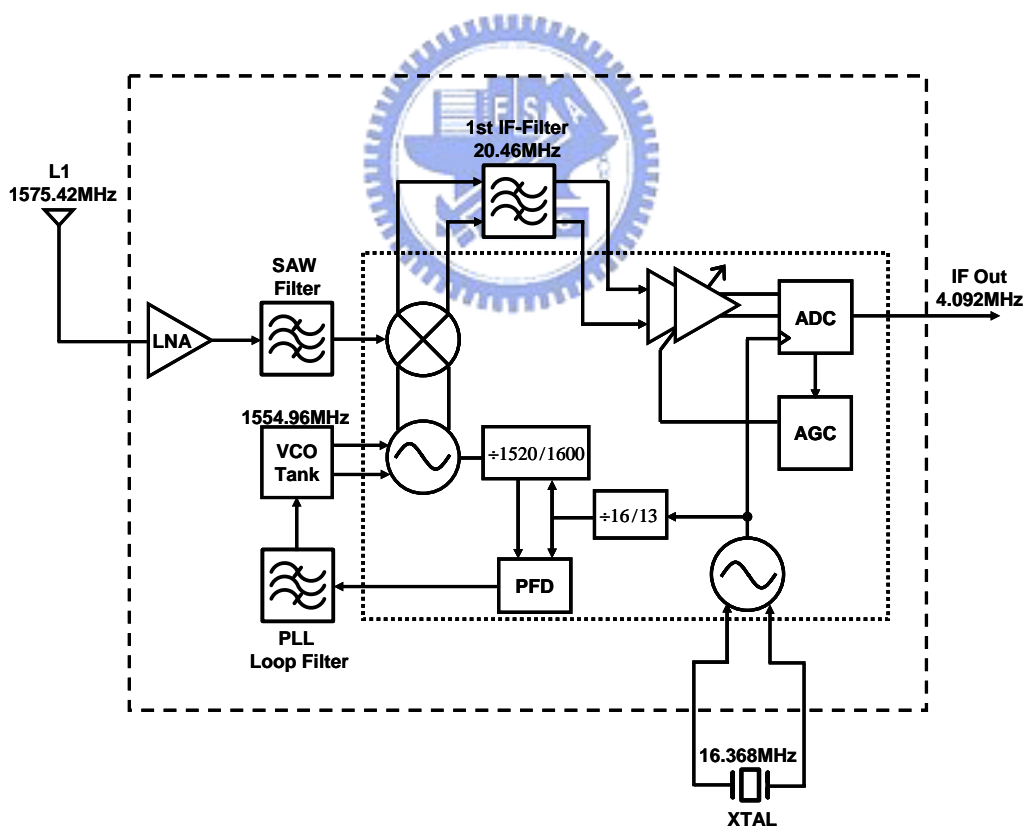 1st IF-Filter
20.46MHz
L1
1575.42MHz
SAW
Filter
LNA
IF Out
4.092MHz
ADC
AGC
1554.96MHz
VCO
Tank
÷1520/1600
÷16/13
PFD
PLL
Loop Filter
16.368MHz
XTAL